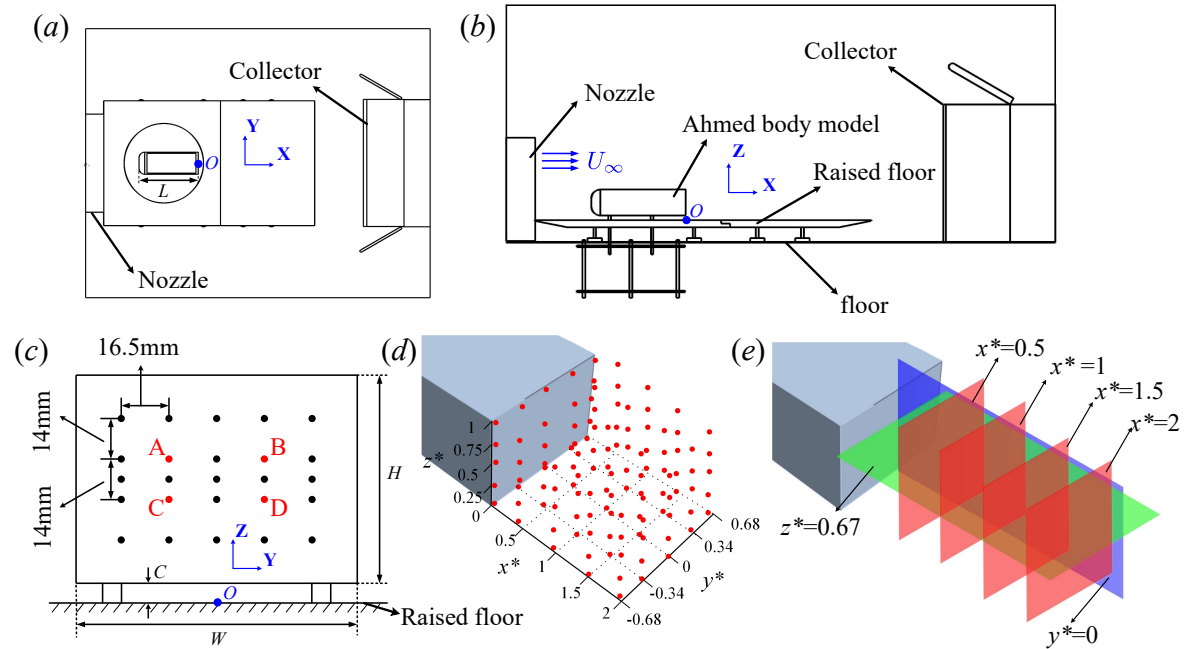 (a)
Collector
Y
X
O
L
Nozzle
(b)
Collector
Nozzle
Ahmed body model
U∞
Z
X
Raised floor
O
floor
(c)
16.5mm
14mm
14mm
A
B
C
D
Z
Y
H
C
O
Raised floor
W
(d)
1
0.75
0.5
0.25
0
z*
0.5
1
1.5
2
x*
0.68
0.34
0
-0.34
-0.68
y*
(e)
x*=0.5
x*=1
x*=1.5
x*=2
z*=0.67
y*=0